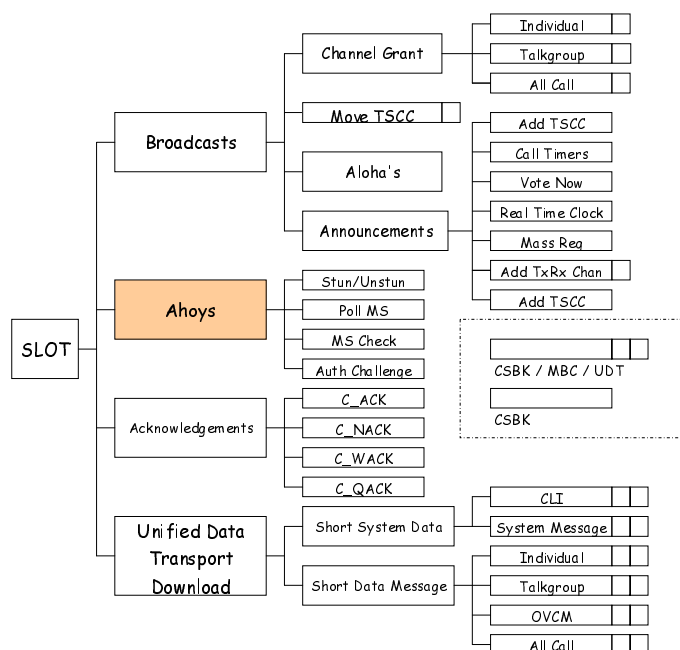 SLOT
Broadcasts
Channel Grant
Individual
Talkgroup
All Call
Move TSCC
Aloha's
Announcements
Add TSCC
Call Timers
Vote Now
Real Time Clock
Mass Reg
Add TxRx Chan
Add TSCC
Ahoys
Stun/Unstun
Poll MS
MS Check
Auth Challenge
CSBK / MBC / UDT
CSBK
Acknowledgements
C_ACK
C_NACK
C_WACK
C_QACK
Unified Data
Transport
Download
Short System Data
CLI
System Message
Short Data Message
Individual
Talkgroup
OVCM
All Call